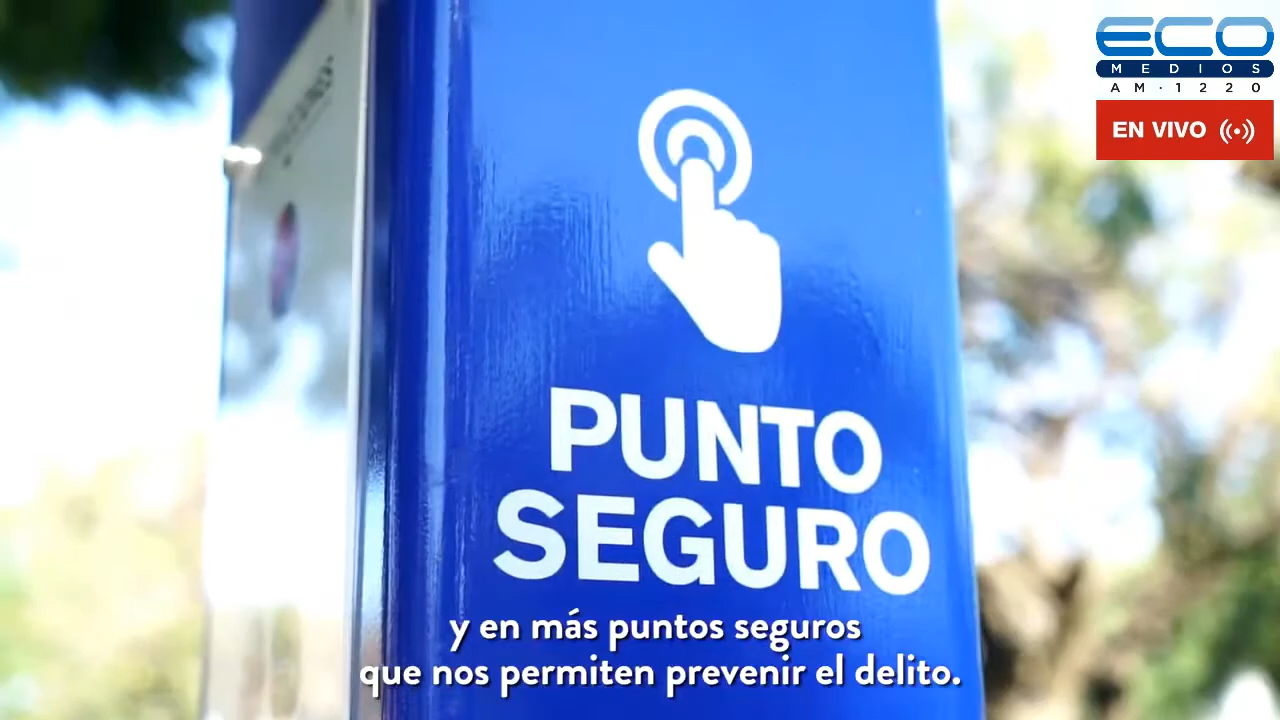 ECO
MEDIOS
AM·1220
EN VIVO
PUNTO
SEGURO
y en más puntos seguros
que nos permiten prevenir el delito.